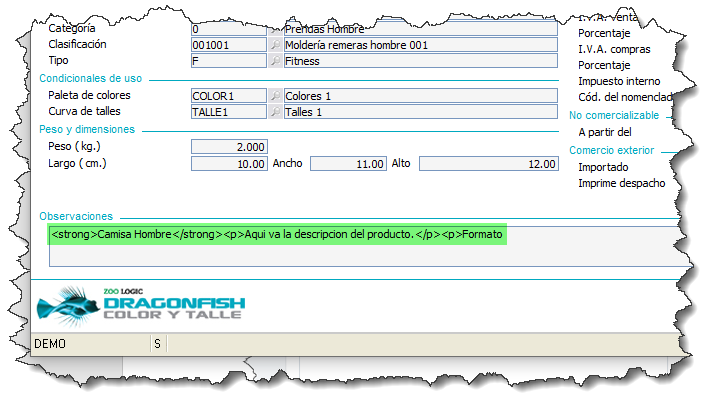 Categoría 0 Prendas Hombre I.V.A. ventas
Porcentaje
Clasificación 001001 Moldería remeras hombre 001 I.V.A. compras
Tipo F Fitness Porcentaje
Condicionales de uso Impuesto interno
Paleta de colores COLOR1 Colores 1 Cód. del nomenclad
Curva de talles TALLE1 Talles 1 No comercializable
Peso y dimensiones A partir del
Peso (kg.) 2.000 Comercio exterior
Largo (cm.) 10.00 Ancho 11.00 Alto 12.00 Importado
Imprime despacho
Observaciones
<strong>Camisa Hombre</strong><p>Aqui va la descripcion del producto.</p><p>Formato
ZOO LOGIC
DRAGONFISH
COLOR Y TALLE
DEMO S